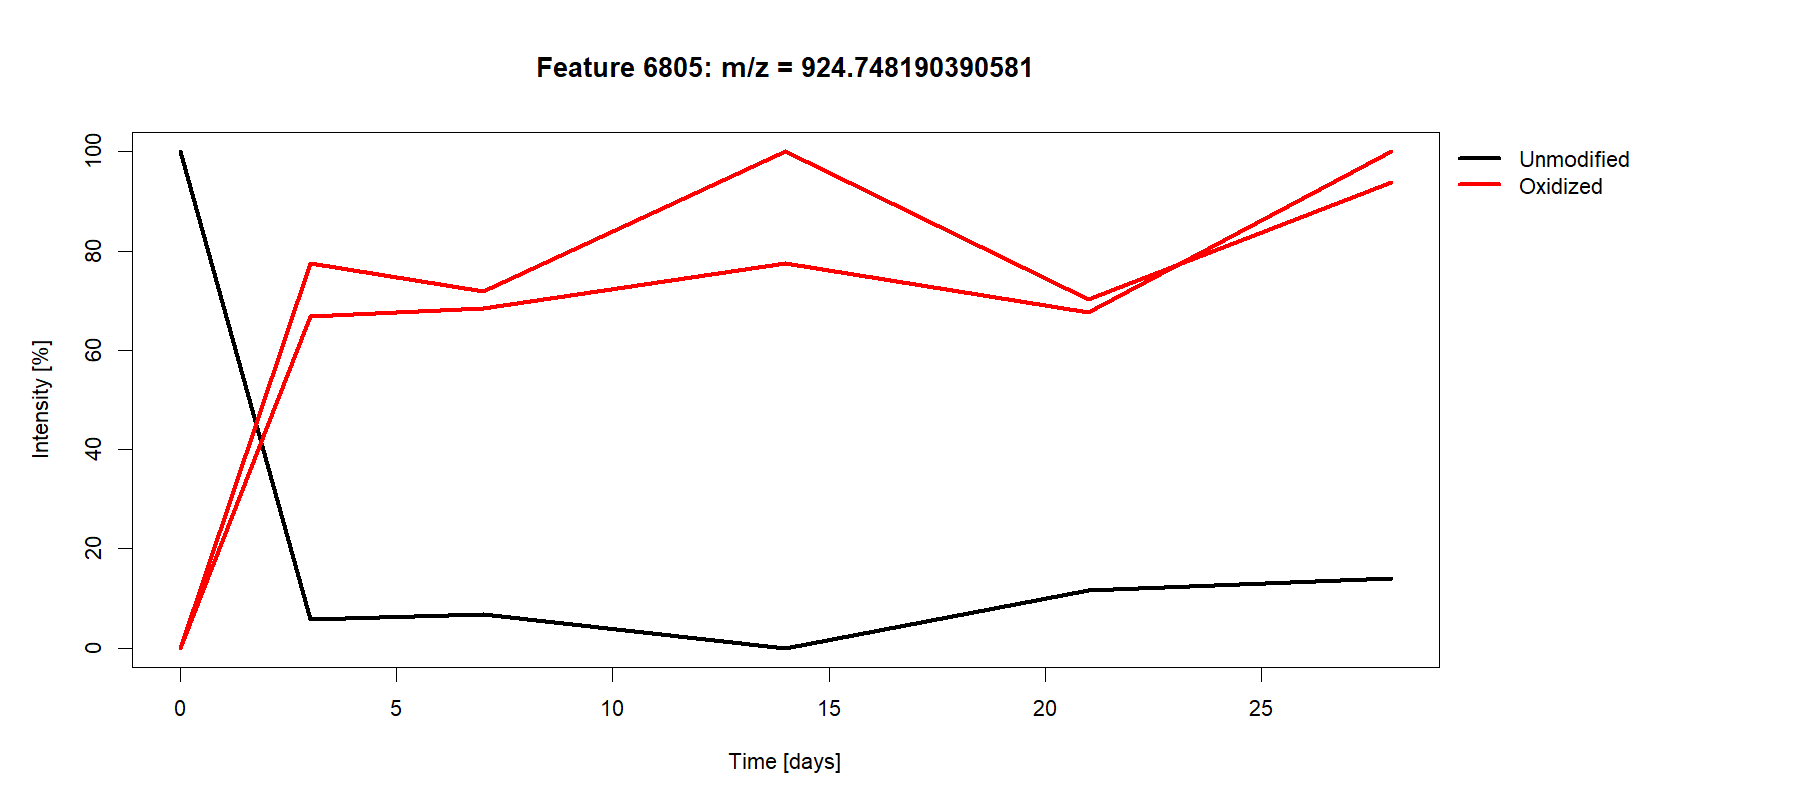 Feature 6805: m/z = 924.748190390581
Unmodified
Oxidized
Intensity [%]
100
80
60
40
20
0
0 5 10 15 20 25
Time [days]